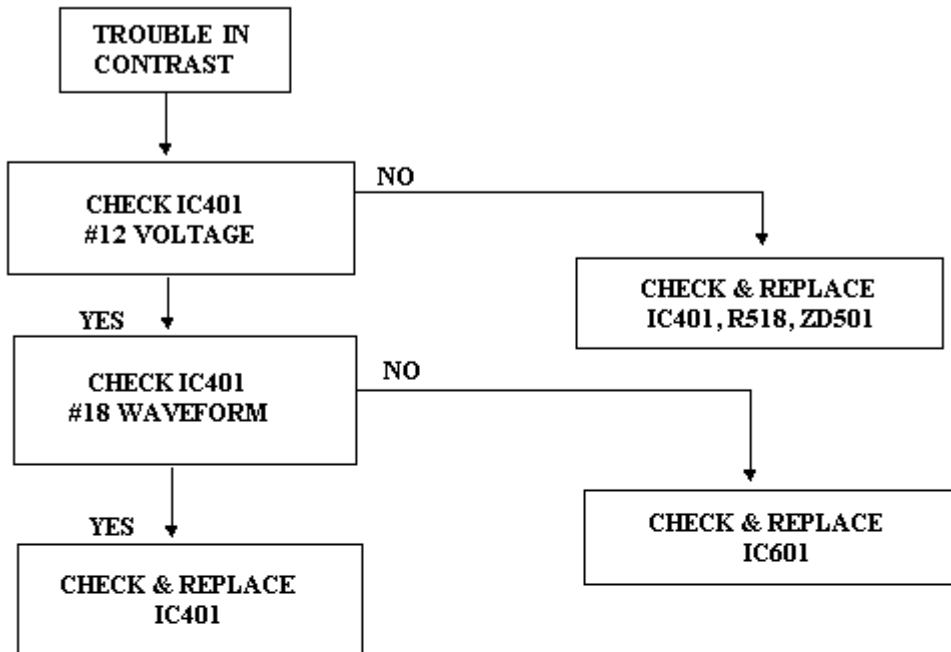 TROUBLE IN
CONTRAST
CHECK IC401
#12 VOLTAGE
NO
CHECK & REPLACE
IC401, R518, ZD501
YES
CHECK IC401
#18 WAVEFORM
NO
CHECK & REPLACE
IC601
YES
CHECK & REPLACE
IC401